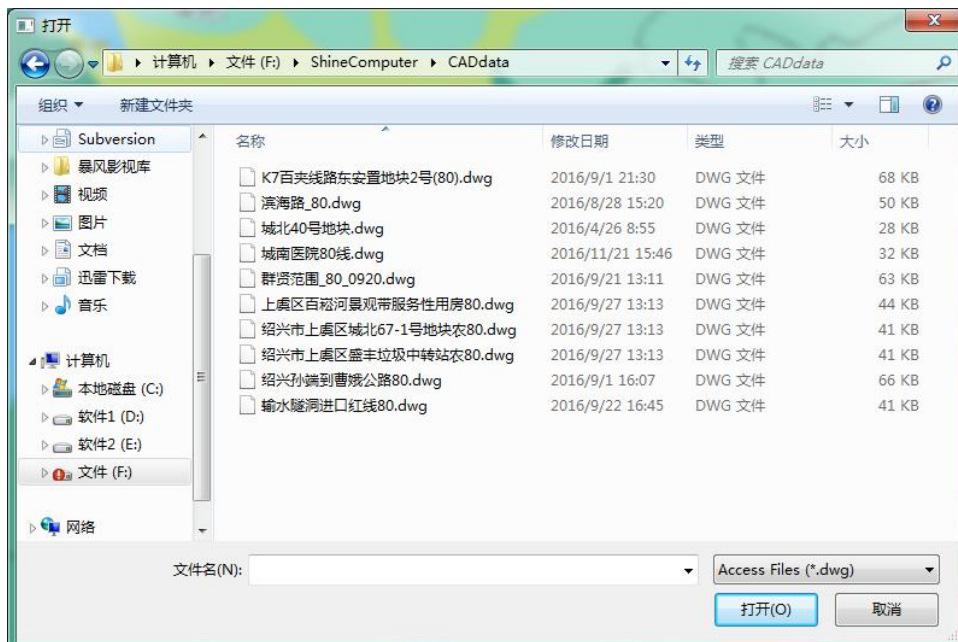 打开
计算机 ▸ 文件 (F:) ▸ ShineComputer ▸ CADdata
搜索 CADdata
组织 新建文件夹
Subversion
暴风影视库
视频
图片
文档
迅雷下载
音乐
计算机
本地磁盘 (C:)
软件1 (D:)
软件2 (E:)
文件 (F:)
网络
名称 修改日期 类型 大小
K7百夹线路东安置地块2号(80).dwg 2016/9/1 21:30 DWG 文件 68 KB
滨海路_80.dwg 2016/8/28 15:20 DWG 文件 50 KB
城北40号地块.dwg 2016/4/26 8:55 DWG 文件 28 KB
城南医院80线.dwg 2016/11/21 15:46 DWG 文件 32 KB
群贤范围_80_0920.dwg 2016/9/21 13:11 DWG 文件 63 KB
上虞区百崧河景观带服务性用房80.dwg 2016/9/27 13:13 DWG 文件 44 KB
绍兴市上虞区城北67-1号地块农80.dwg 2016/9/27 13:13 DWG 文件 41 KB
绍兴市上虞区盛丰垃圾中转站农80.dwg 2016/9/27 13:13 DWG 文件 41 KB
绍兴孙端到曹娥公路80.dwg 2016/9/1 16:07 DWG 文件 66 KB
输水隧洞进口红线80.dwg 2016/9/22 16:45 DWG 文件 41 KB
文件名(N):
Access Files (*.dwg)
打开(O) 取消